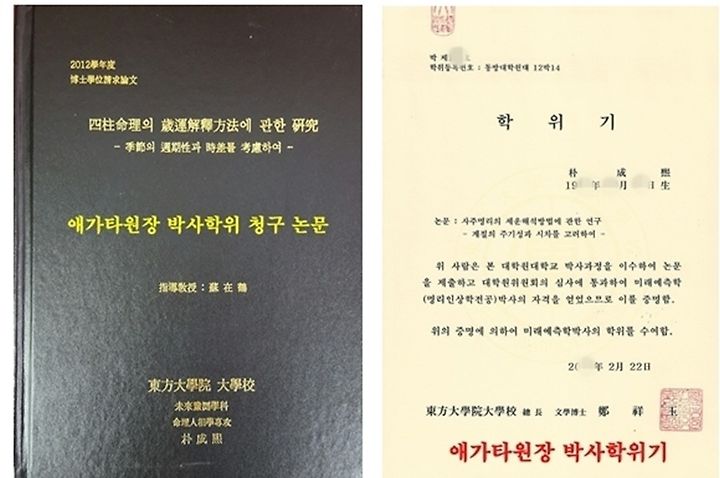 2012學年度
博士學位請求論文
四柱命理의 歲運解釋方法에 관한 硏究
- 季節의 週期性과 時差를 考慮하여 -
애가타원장 박사학위 청구 논문
指導敎授 : 蘇在鶴
東方大學院 大學校
未來豫測學科
命理人相學專攻
朴成熙
박 제
학위등록번호 : 동방대학원대 12박14
학 위 기
朴 成 熙
19 年 月 日生
논문 : 사주명리의 세운해석방법에 관한 연구
- 계절의 주기성과 시차를 고려하여 -
위 사람은 본 대학원대학교 박사과정을 이수하여 논문
을 제출하고 대학원위원회의 심사에 통과하여 미래예측학
(명리인상학전공)박사의 자격을 얻었으므로 이를 증명함.
위의 증명에 의하여 미래예측학박사의 학위를 수여함.
20 年 2月 22日
東方大學院大學校 總長 文學博士 鄭祥玉
애가타원장 박사학위기